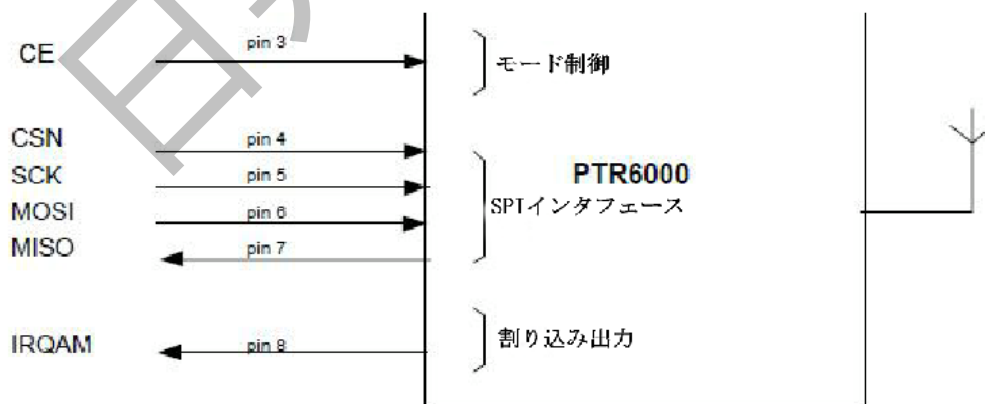 CE pin 3 モード制御
CSN pin 4
SCK pin 5 PTR6000
MOSI pin 6 SPIインタフェース
MISO pin 7
IRQAM pin 8 割り込み出力